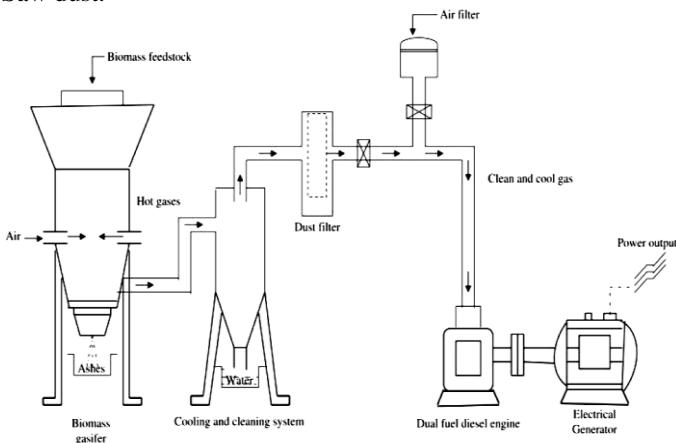 Air filter
Biomass feedstock
Hot gases
Clean and cool gas
Air
Dust filter
Power output
Ashes
Water
Biomass
gasifer
Cooling and cleaning system
Dual fuel diesel engine
Electrical
Generator